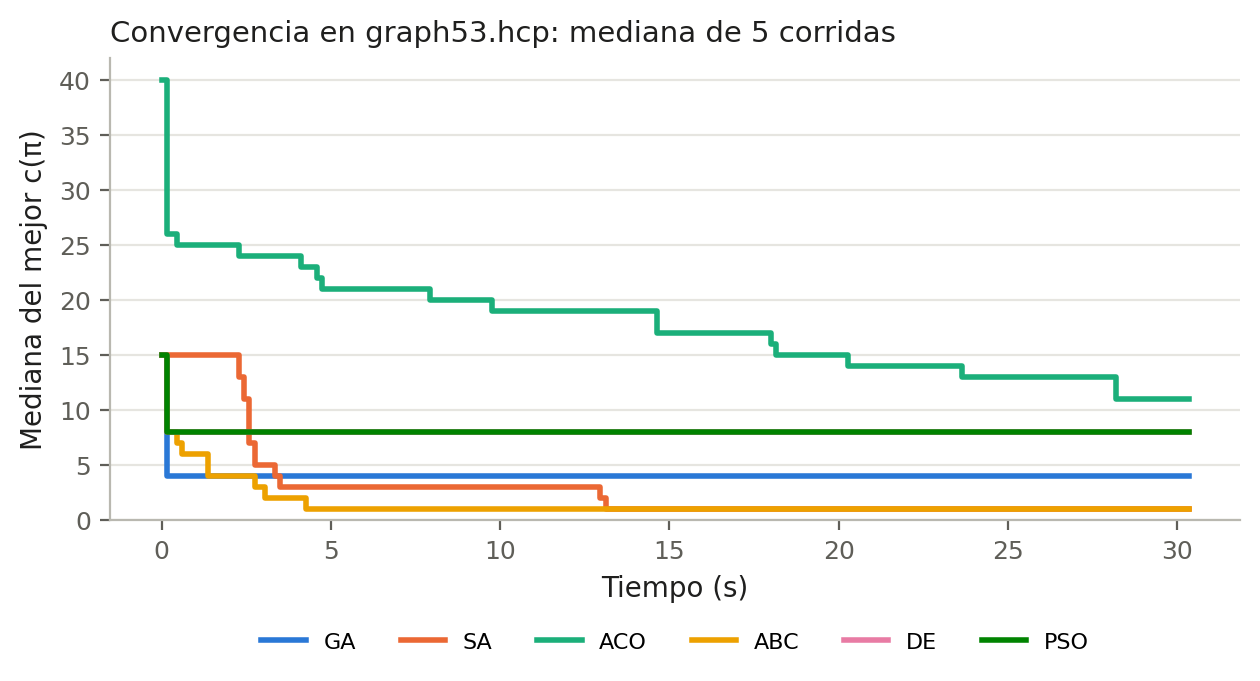 Convergencia en graph53.hcp: mediana de 5 corridas
Mediana del mejor c(π)
40
35
30
25
20
15
10
5
0
0 5 10 15 20 25 30
Tiempo (s)
GA SA ACO ABC DE PSO